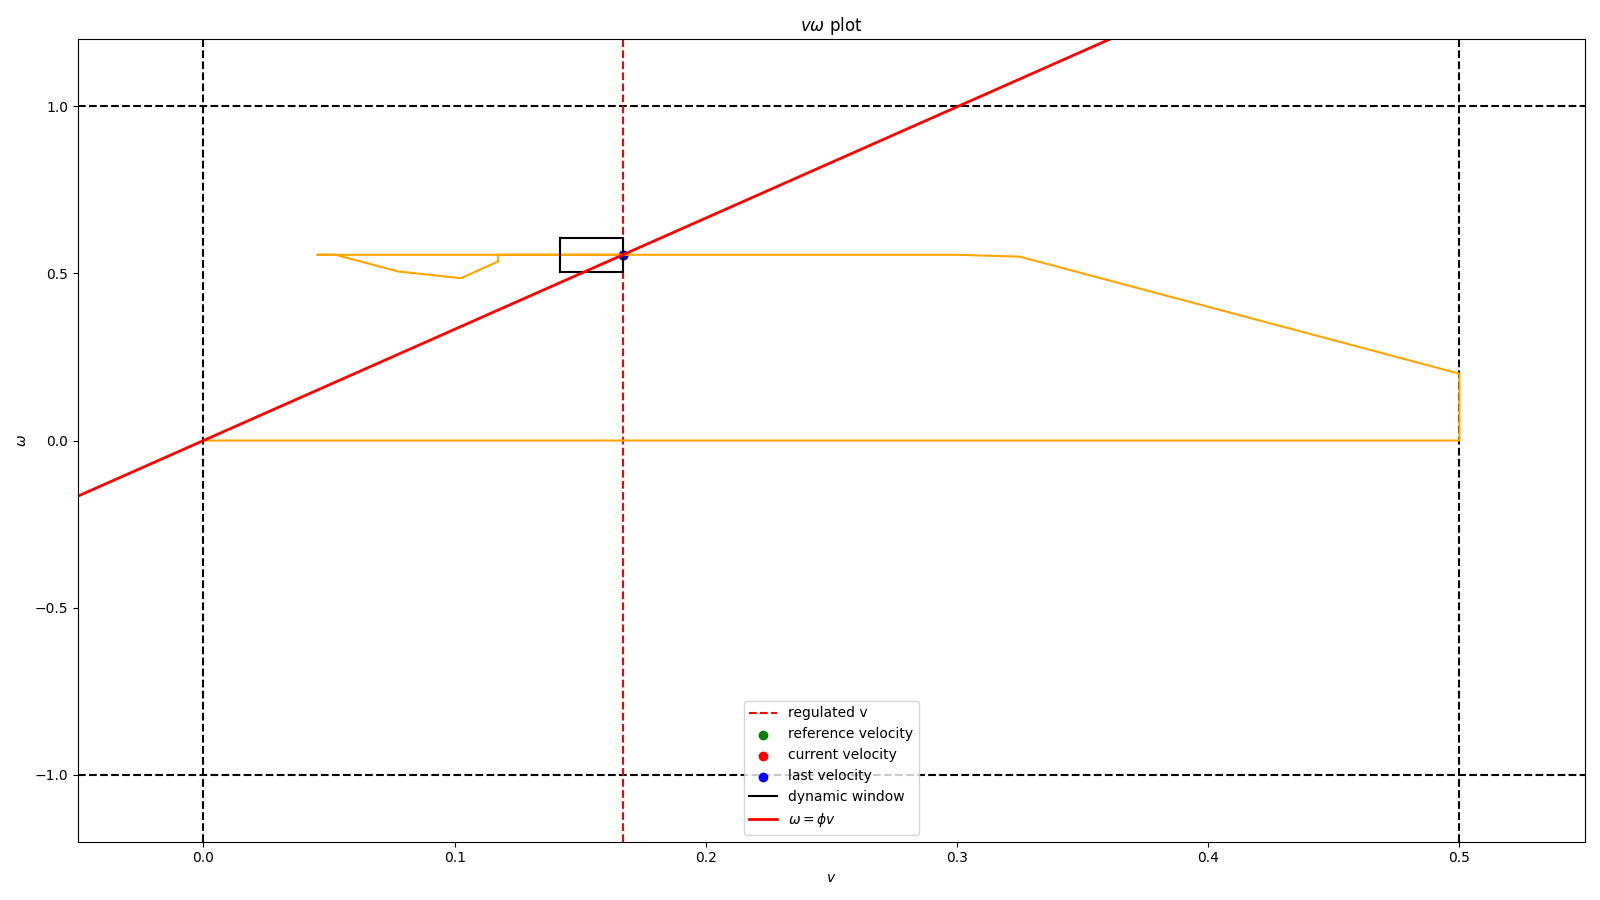 vω plot
1.0
0.5
0.0
−0.5
−1.0
ω
regulated v
reference velocity
current velocity
last velocity
dynamic window
ω = ϕv
0.0 0.1 0.2 0.3 0.4 0.5
v